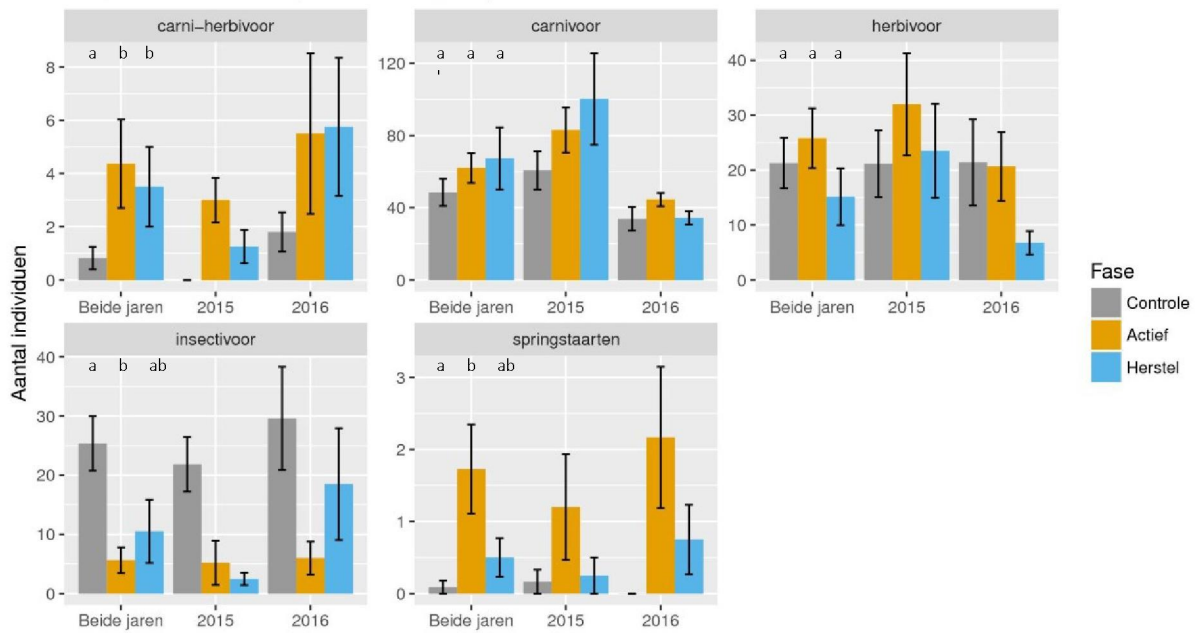 carni-herbivoor
carnivoor
herbivoor
a b b
a a a
a a a
8
6
4
2
0
120
80
40
0
40
30
20
10
0
Beide jaren 2015 2016
Beide jaren 2015 2016
Beide jaren 2015 2016
Aantal individuen
insectivoor
springstaarten
a b ab
a b ab
40
30
20
10
0
3
2
1
0
Beide jaren 2015 2016
Beide jaren 2015 2016
Fase
Controle
Actief
Herstel